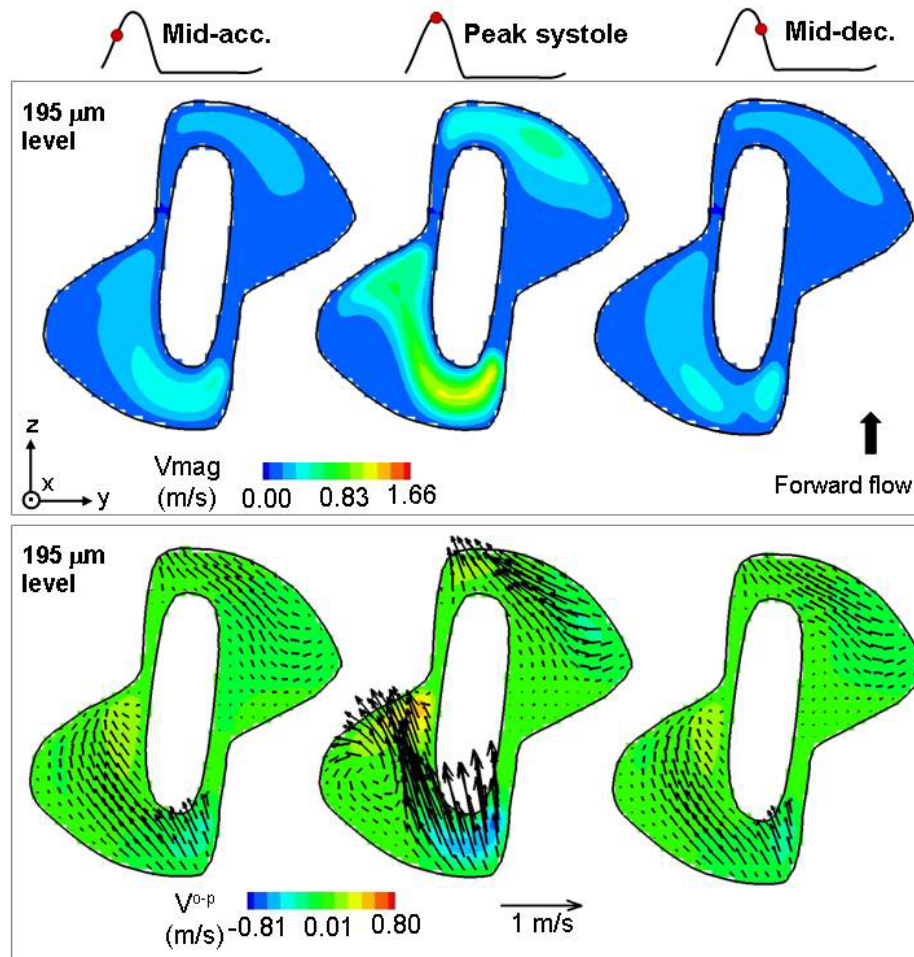 Mid-acc.
Peak systole
Mid-dec.
195 μm
level
z
x
y
Vmag
(m/s)
0.00 0.83 1.66
Forward flow
195 μm
level
V^o-p
(m/s)
-0.81 0.01 0.80
1 m/s